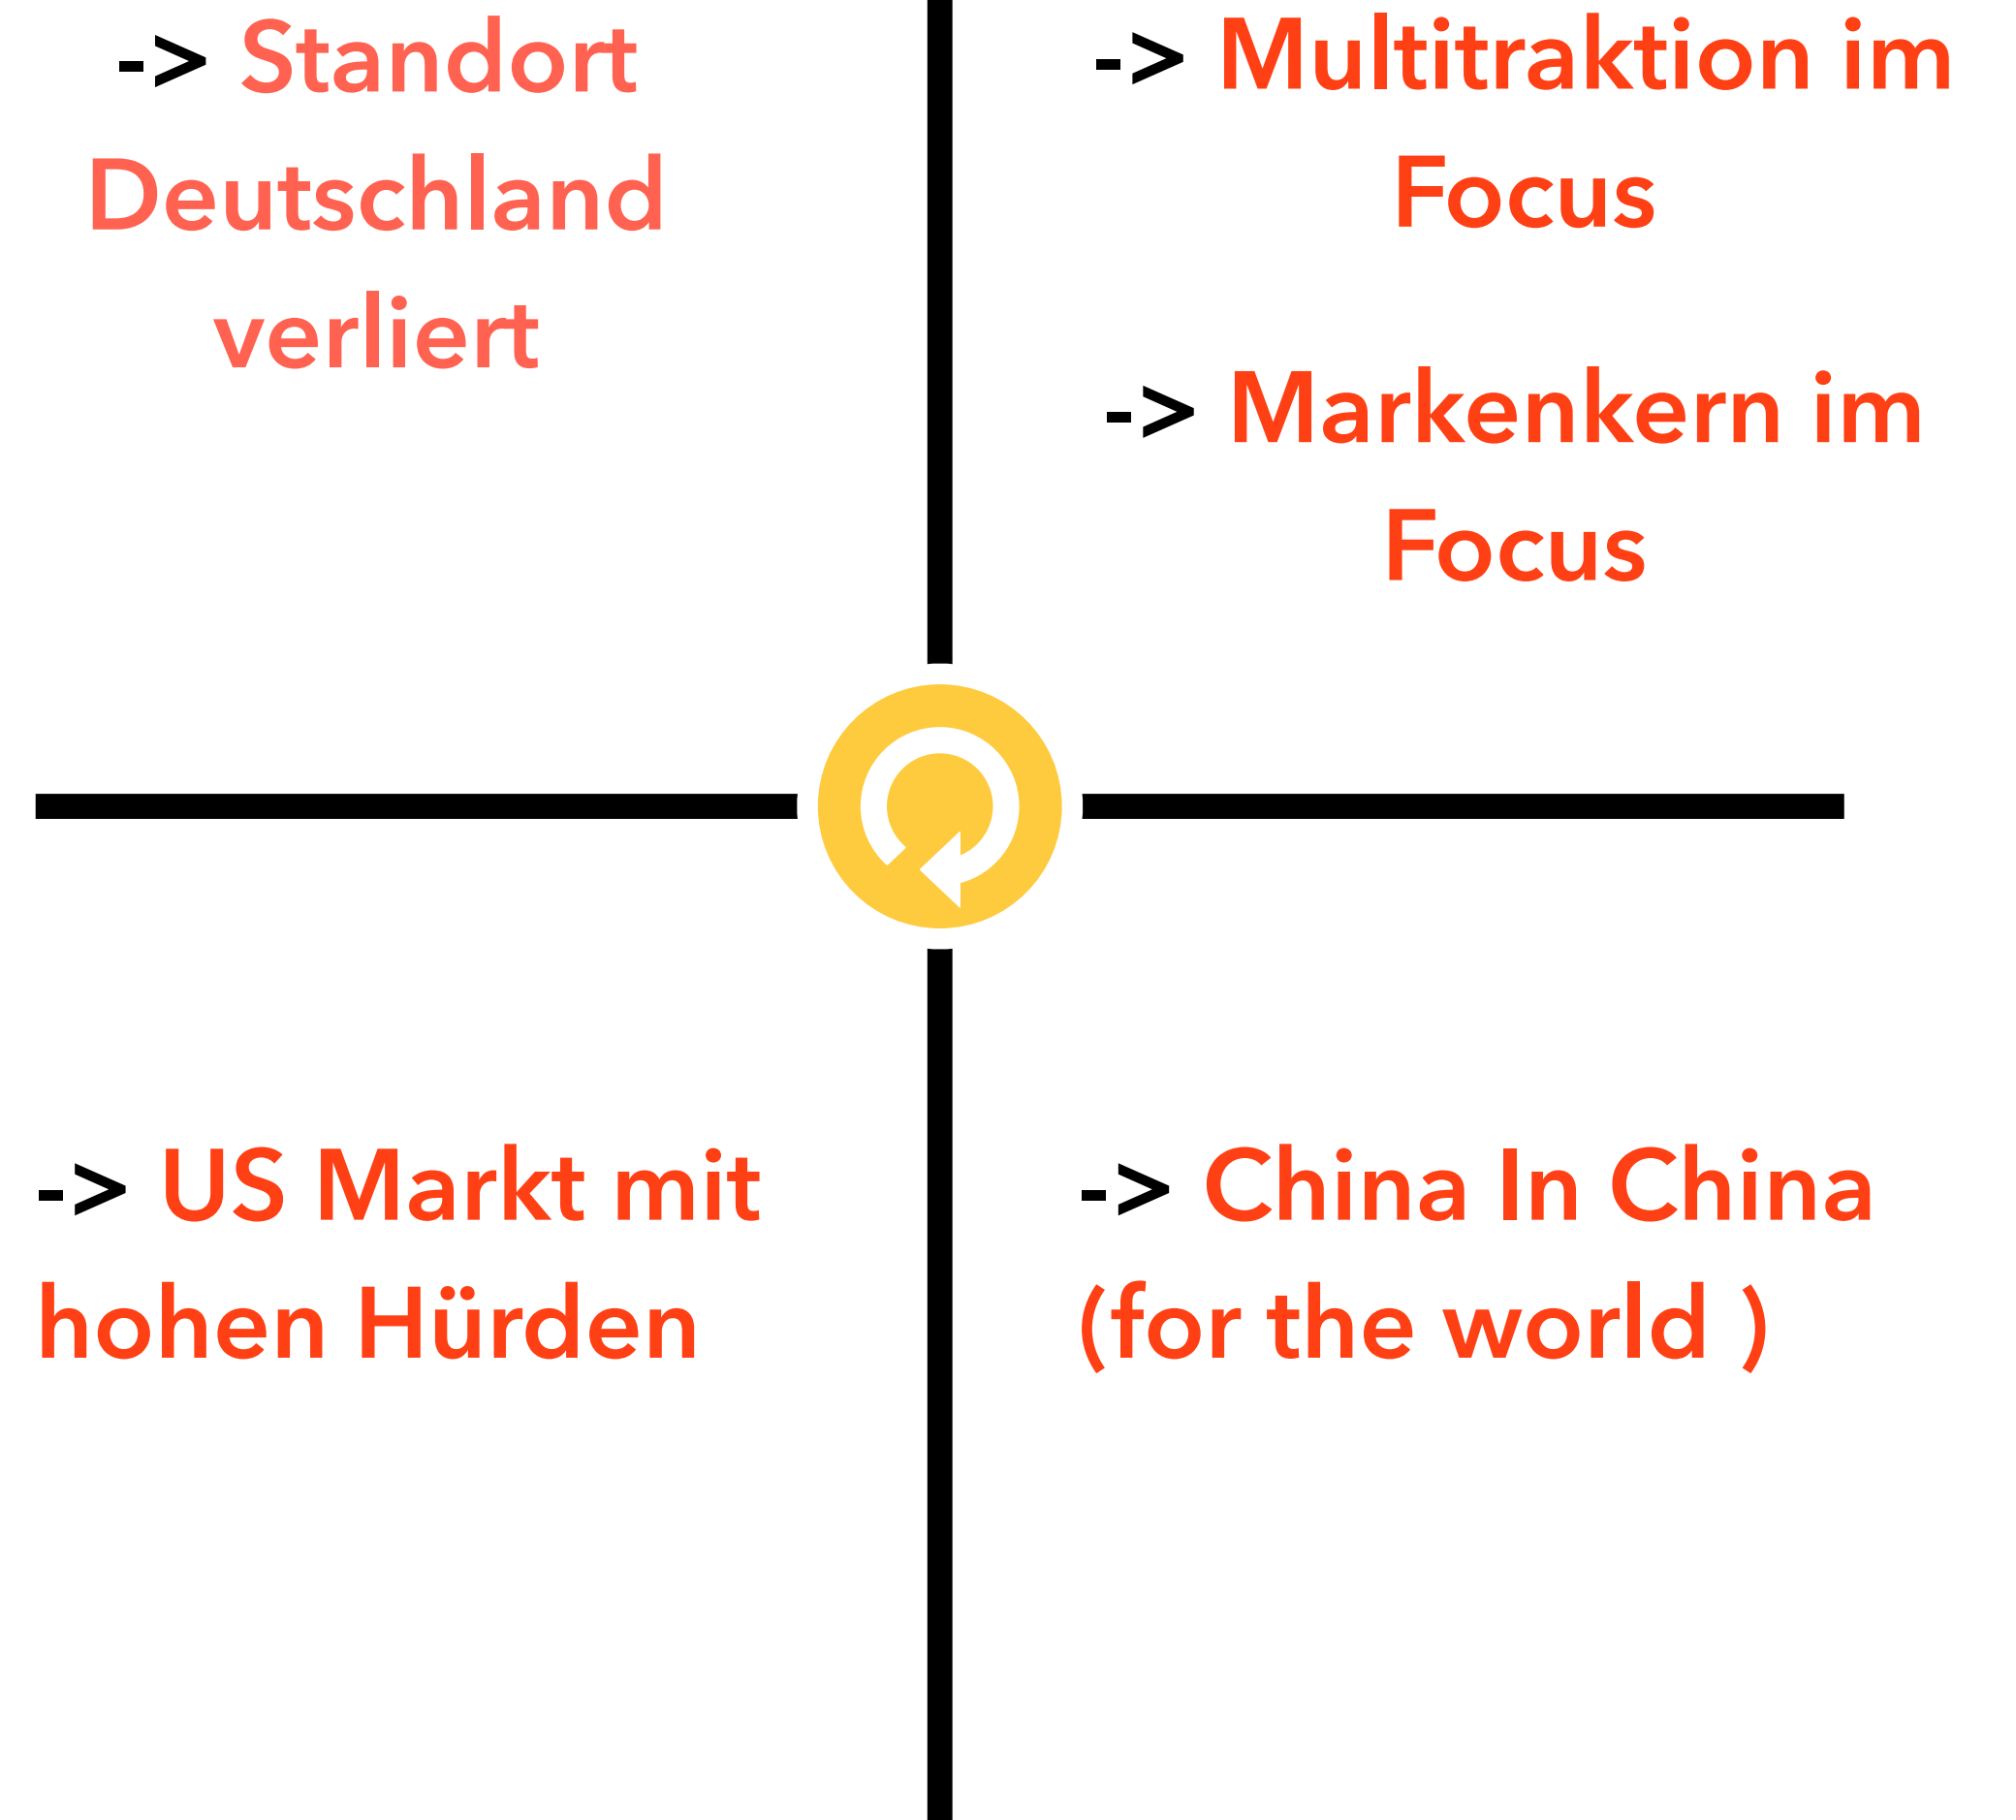 -> Standort
Deutschland
verliert
-> Multitraktion im
Focus
-> Markenkern im
Focus
-> US Markt mit
hohen Hürden
-> China In China
(for the world )